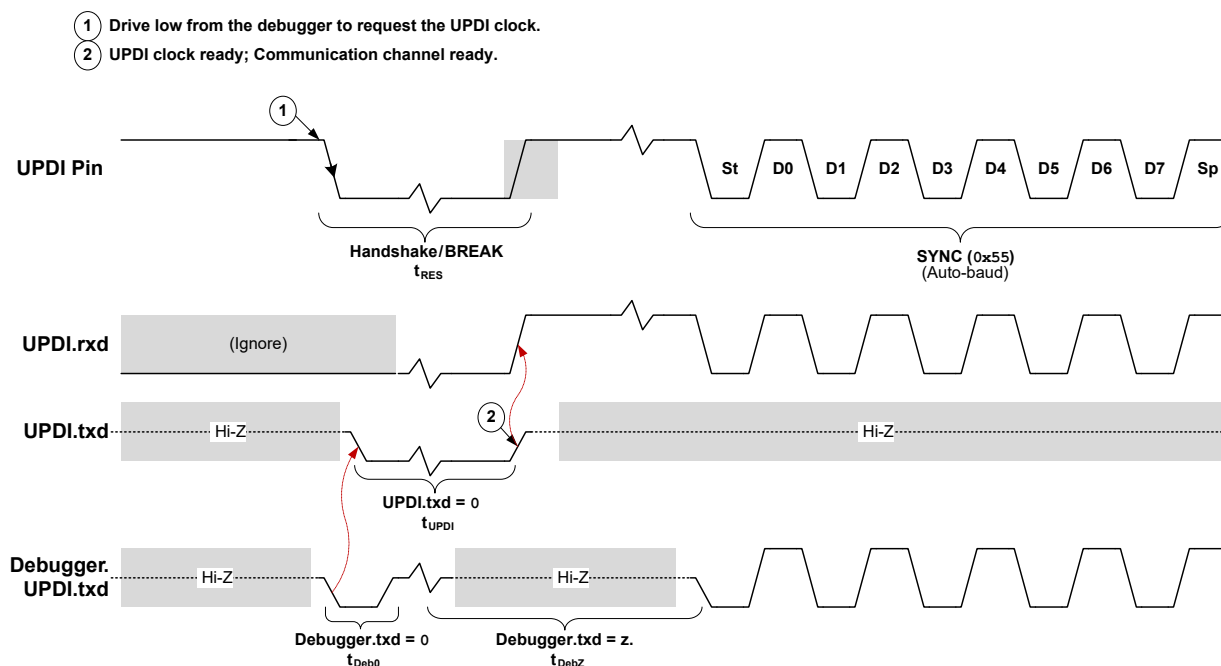 1 Drive low from the debugger to request the UPDI clock.
2 UPDI clock ready; Communication channel ready.
1
UPDI Pin
St D0 D1 D2 D3 D4 D5 D6 D7 Sp
Handshake/BREAK
tRES
SYNC (0x55)
(Auto-baud)
UPDI.rxd
(Ignore)
2
UPDI.txd
Hi-Z
Hi-Z
UPDI.txd = 0
tUPDI
Debugger.
UPDI.txd
Hi-Z
Hi-Z
Debugger.txd = 0
tDeb0
Debugger.txd = z.
tDebZ